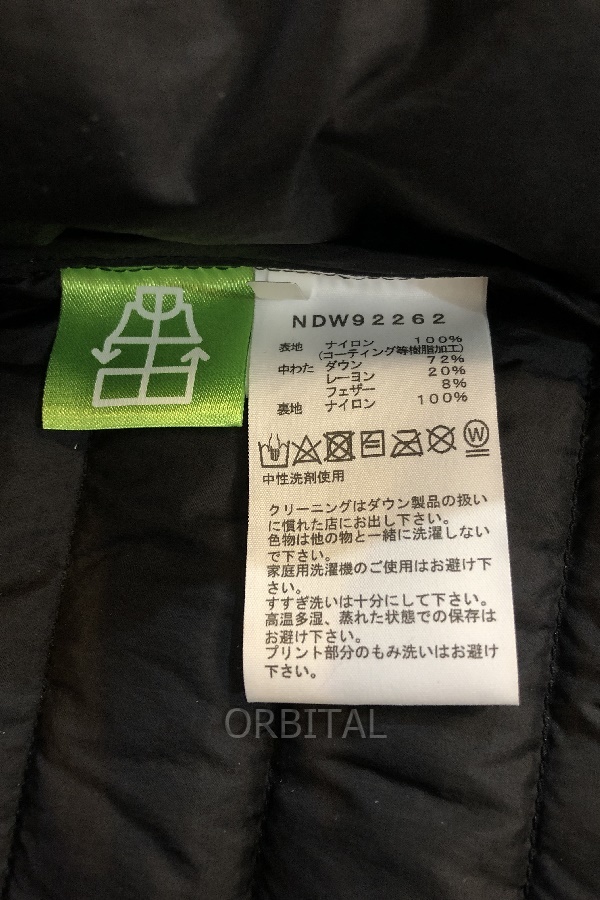 NDW92262
表地 ナイロン 100%
(コーティング等樹脂加工)
中わた ダウン 72%
レーヨン 20%
フェザー 8%
裏地 ナイロン 100%
W
中性洗剤使用
クリーニングはダウン製品の扱い
に慣れた店にお出し下さい。
色物は他の物と一緒に洗濯しない
で下さい。
家庭用洗濯機のご使用はお避け下
さい。
すすぎ洗いは十分にして下さい。
高温多湿、蒸れた状態での保存は
お避け下さい。
プリント部分のもみ洗いはお避け
下さい。
ORBITAL